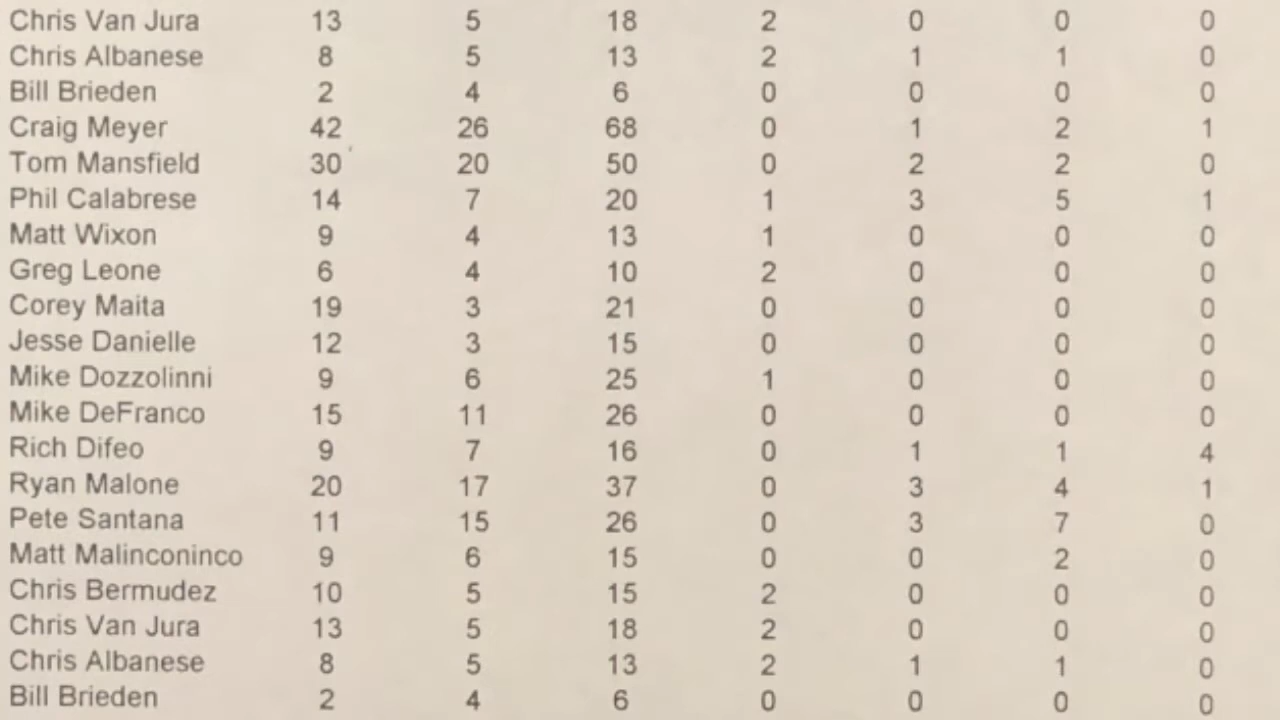 Chris Van Jura 13 5 18 2 0 0 0
Chris Albanese 8 5 13 2 1 1 0
Bill Brieden 2 4 6 0 0 0 0
Craig Meyer 42 26 68 0 1 2 1
Tom Mansfield 30 20 50 0 2 2 0
Phil Calabrese 14 7 20 1 3 5 1
Matt Wixon 9 4 13 1 0 0 0
Greg Leone 6 4 10 2 0 0 0
Corey Maita 19 3 21 0 0 0 0
Jesse Danielle 12 3 15 0 0 0 0
Mike Dozzolinni 9 6 25 1 0 0 0
Mike DeFranco 15 11 26 0 0 0 0
Rich Difeo 9 7 16 0 1 1 4
Ryan Malone 20 17 37 0 3 4 1
Pete Santana 11 15 26 0 3 7 0
Matt Malinconinco 9 6 15 0 0 2 0
Chris Bermudez 10 5 15 2 0 0 0
Chris Van Jura 13 5 18 2 0 0 0
Chris Albanese 8 5 13 2 1 1 0
Bill Brieden 2 4 6 0 0 0 0